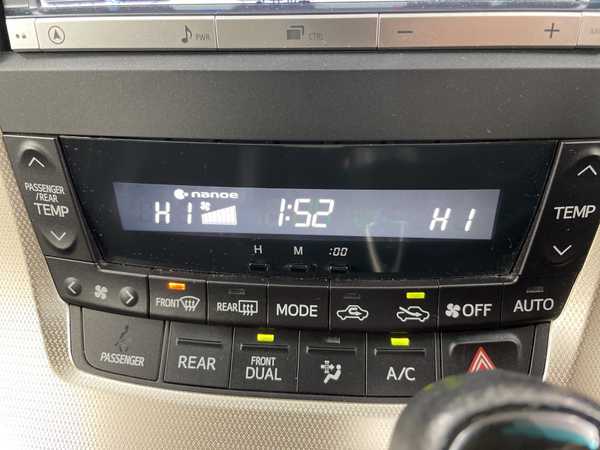 PWR
CTRL
nanoe
HI
1:52
HI
PASSENGER
/REAR
TEMP
TEMP
H
M
:00
FRONT
REAR
MODE
OFF
AUTO
PASSENGER
REAR
FRONT
DUAL
A/C